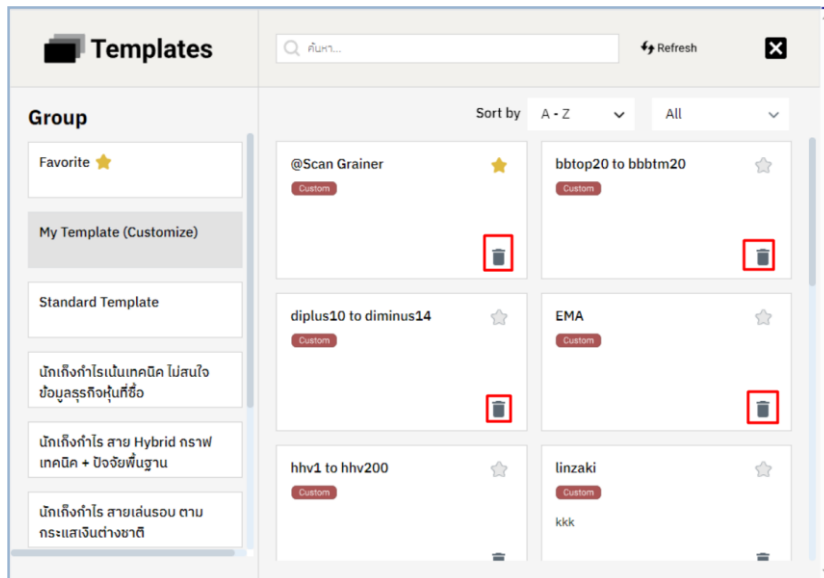 Templates
ค้นหา...
Refresh
Group
Sort by
A - Z
All
Favorite
My Template (Customize)
Standard Template
นักเก็งกำไรเน้นเทคนิค ไม่สนใจ
ข้อมูลธุรกิจหุ้นที่ซื้อ
นักเก็งกำไร สาย Hybrid กราฟ
เทคนิค + ปัจจัยพื้นฐาน
นักเก็งกำไร สายเล่นรอบ ตาม
กระแสเงินต่างชาติ
@Scan Grainer
Custom
bbtop20 to bbbtm20
Custom
diplus10 to diminus14
Custom
EMA
Custom
hhv1 to hhv200
Custom
linzaki
Custom
kkk